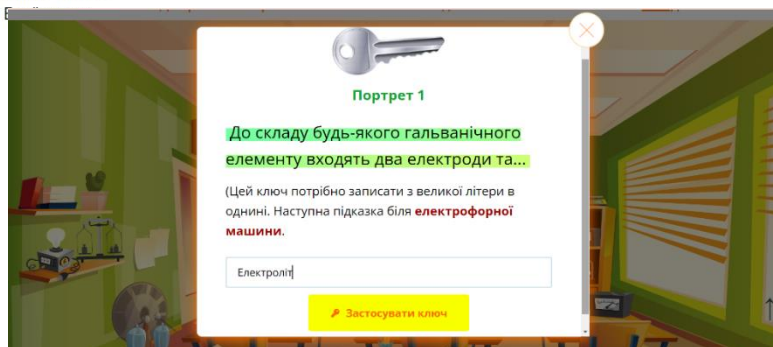 Портрет 1
До складу будь-якого гальванічного
елементу входять два електроди та...
(Цей ключ потрібно записати з великої літери в
однині. Наступна підказка біля електрофорної
машини.
Електроліт
Застосувати ключ